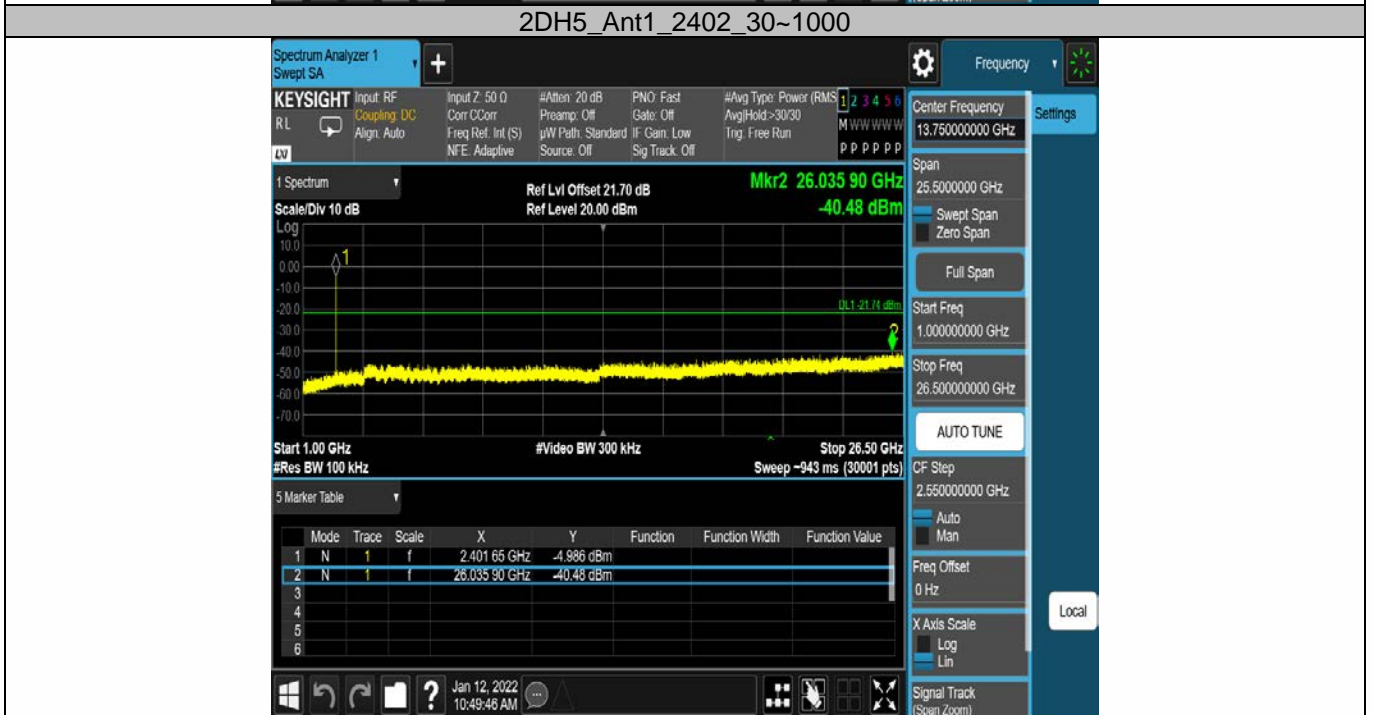 (Span Zoom)
2DH5_Ant1_2402_30~1000
Spectrum Analyzer 1
Swept SA
+
Frequency
KEYSIGHT
RL
LXI
Input: RF
Coupling: DC
Align: Auto
Input Z: 50 Ω
Corr CCorr
Freq Ref: Int (S)
NFE: Adaptive
#Atten: 20 dB
Preamp: Off
µW Path: Standard
Source: Off
PNO: Fast
Gate: Off
IF Gain: Low
Sig Track: Off
#Avg Type: Power (RMS
Avg|Hold:>30/30
Trig: Free Run
1 2 3 4 5 6
M W W W W W
P P P P P P
1 Spectrum
Scale/Div 10 dB
Ref Lvl Offset 21.70 dB
Ref Level 20.00 dBm
Mkr2 26.035 90 GHz
-40.48 dBm
Log
10.0
0.00
-10.0
-20.0
-30.0
-40.0
-50.0
-60.0
-70.0
1
DL1 -21.74 dBm
2
Start 1.00 GHz
#Res BW 100 kHz
#Video BW 300 kHz
Stop 26.50 GHz
Sweep ~943 ms (30001 pts)
5 Marker Table
Mode Trace Scale X Y Function Function Width Function Value
1 N 1 f 2.401 65 GHz -4.986 dBm
2 N 1 f 26.035 90 GHz -40.48 dBm
3
4
5
6
?
Jan 12, 2022
10:49:46 AM
Center Frequency
13.750000000 GHz
Settings
Span
25.5000000 GHz
Swept Span
Zero Span
Full Span
Start Freq
1.000000000 GHz
Stop Freq
26.500000000 GHz
AUTO TUNE
CF Step
2.550000000 GHz
Auto
Man
Freq Offset
0 Hz
Local
X Axis Scale
Log
Lin
Signal Track
(Span Zoom)